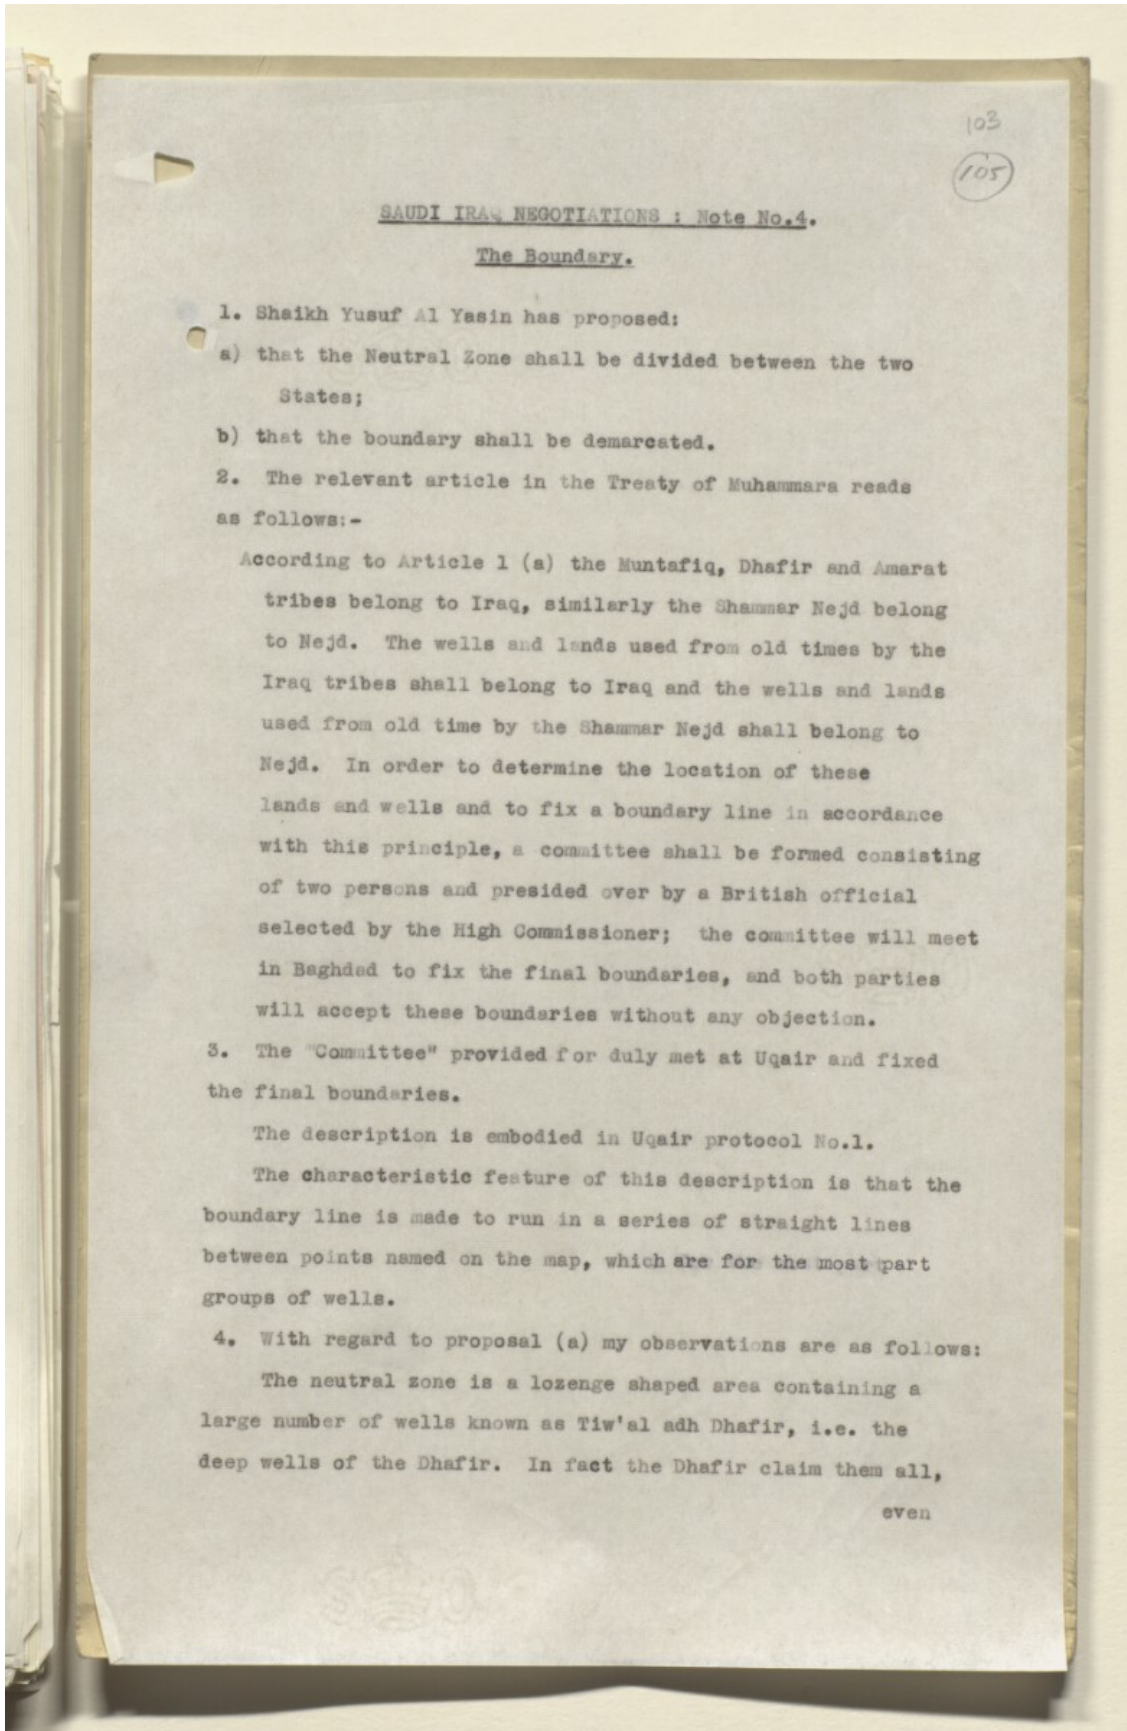 103
105
SAUDI IRAQ NEGOTIATIONS : Note No.4.
The Boundary.
1. Shaikh Yusuf Al Yasin has proposed:
a) that the Neutral Zone shall be divided between the two
States;
b) that the boundary shall be demarcated.
2. The relevant article in the Treaty of Muhammara reads
as follows:-
According to Article 1 (a) the Muntafiq, Dhafir and Amarat
tribes belong to Iraq, similarly the Shammar Nejd belong
to Nejd. The wells and lands used from old times by the
Iraq tribes shall belong to Iraq and the wells and lands
used from old time by the Shammar Nejd shall belong to
Nejd. In order to determine the location of these
lands and wells and to fix a boundary line in accordance
with this principle, a committee shall be formed consisting
of two persons and presided over by a British official
selected by the High Commissioner; the committee will meet
in Baghdad to fix the final boundaries, and both parties
will accept these boundaries without any objection.
3. The "Committee" provided for duly met at Uqair and fixed
the final boundaries.
The description is embodied in Uqair protocol No.1.
The characteristic feature of this description is that the
boundary line is made to run in a series of straight lines
between points named on the map, which are for the most part
groups of wells.
4. With regard to proposal (a) my observations are as follows:
The neutral zone is a lozenge shaped area containing a
large number of wells known as Tiw'al adh Dhafir, i.e. the
deep wells of the Dhafir. In fact the Dhafir claim them all,
even